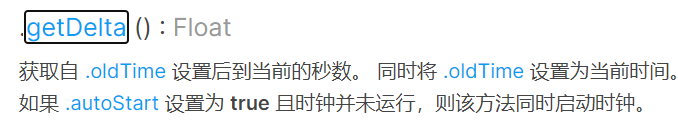 .getDelta () : Float
获取自 .oldTime 设置后到当前的秒数。 同时将 .oldTime 设置为当前时间。
如果 .autoStart 设置为 true 且时钟并未运行，则该方法同时启动时钟。